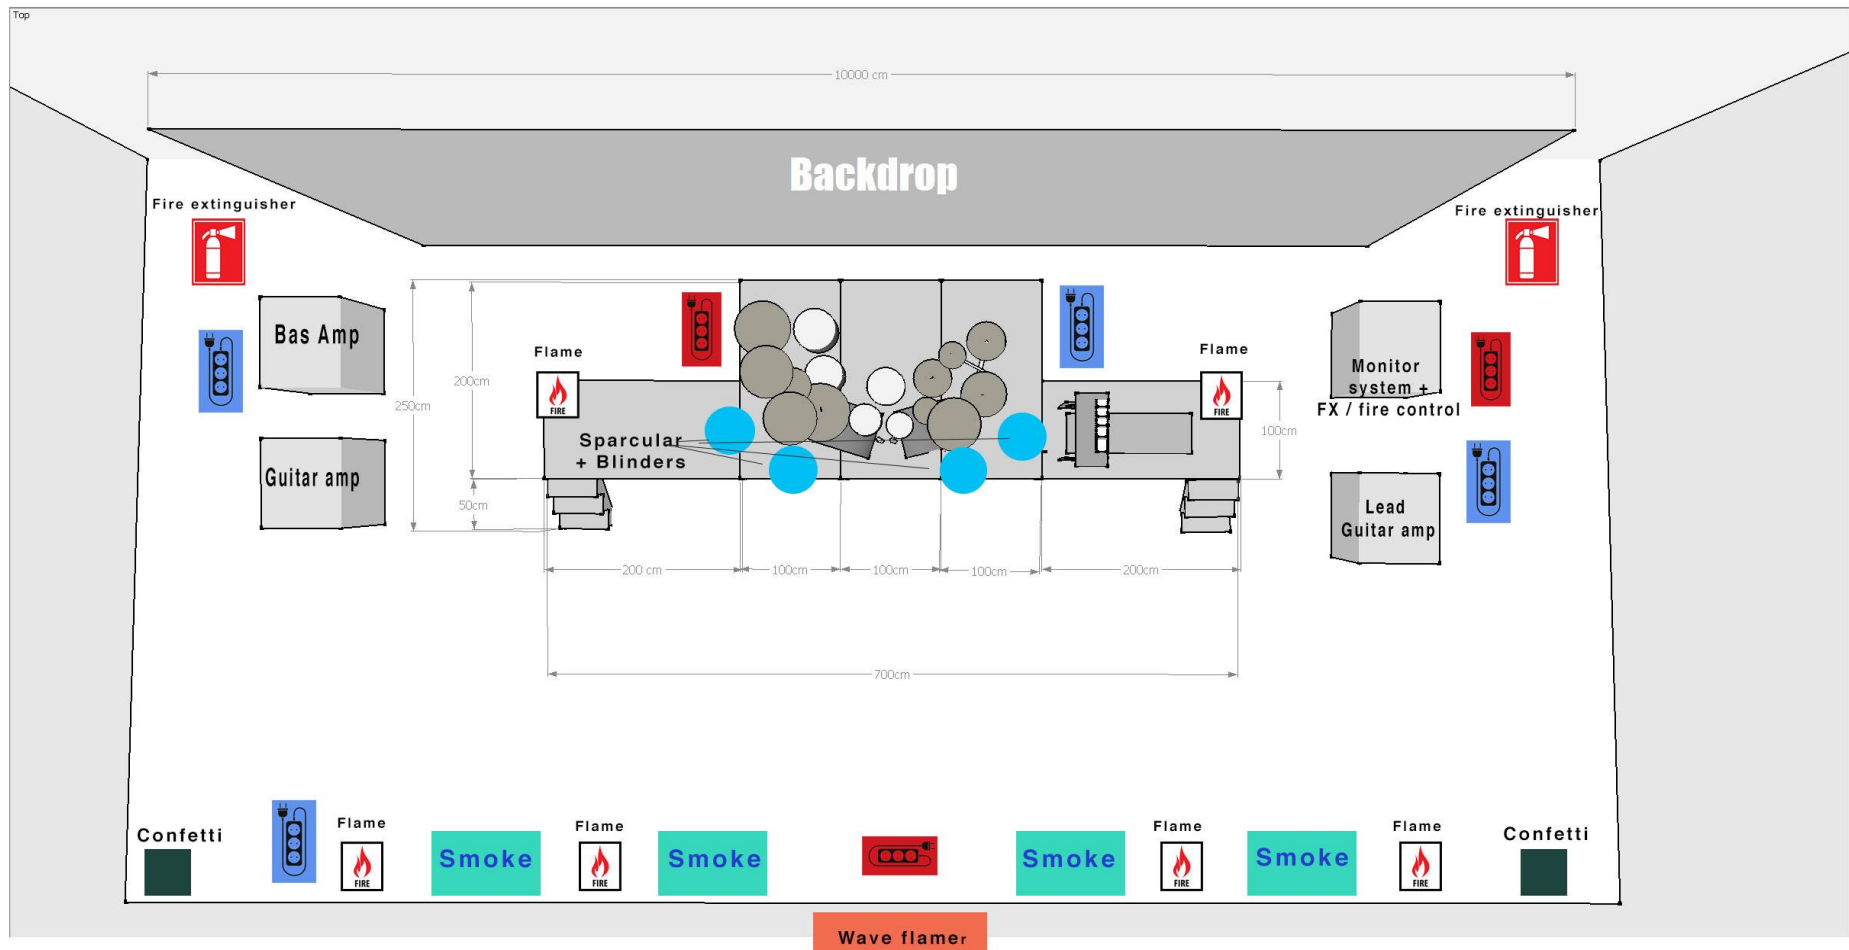 Top
10000 cm
Backdrop
Fire extinguisher
Fire extinguisher
Bas Amp
Flame
FIRE
Flame
FIRE
Monitor
system +
FX / fire control
200cm
250cm
100cm
Sparcular
+ Blinders
Guitar amp
50cm
Lead
Guitar amp
200 cm
100cm
100cm
100cm
200cm
700cm
Confetti
Flame
FIRE
Smoke
Flame
FIRE
Smoke
Smoke
Flame
FIRE
Smoke
Flame
FIRE
Confetti
Wave flamer